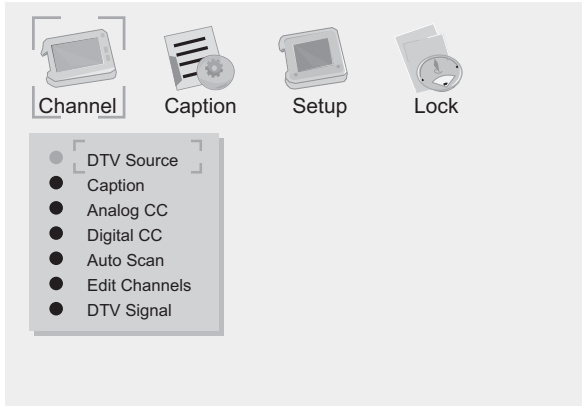 Channel Caption Setup Lock
DTV Source
Caption
Analog CC
Digital CC
Auto Scan
Edit Channels
DTV Signal